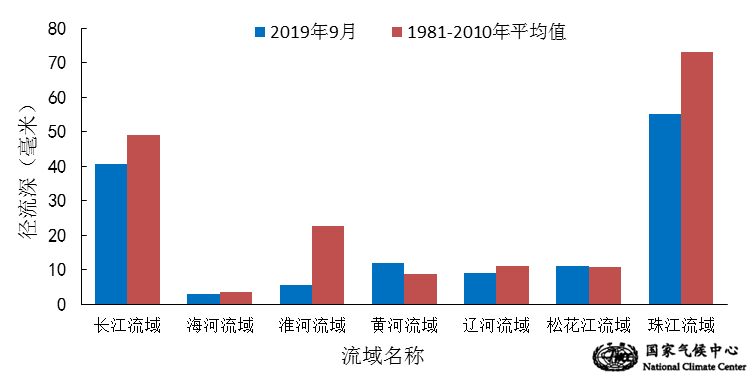 2019年9月 1981-2010年平均值
径流深（毫米）
80
70
60
50
40
30
20
10
0
长江流域 海河流域 淮河流域 黄河流域 辽河流域 松花江流域 珠江流域
流域名称
国家气候中心
National Climate Center